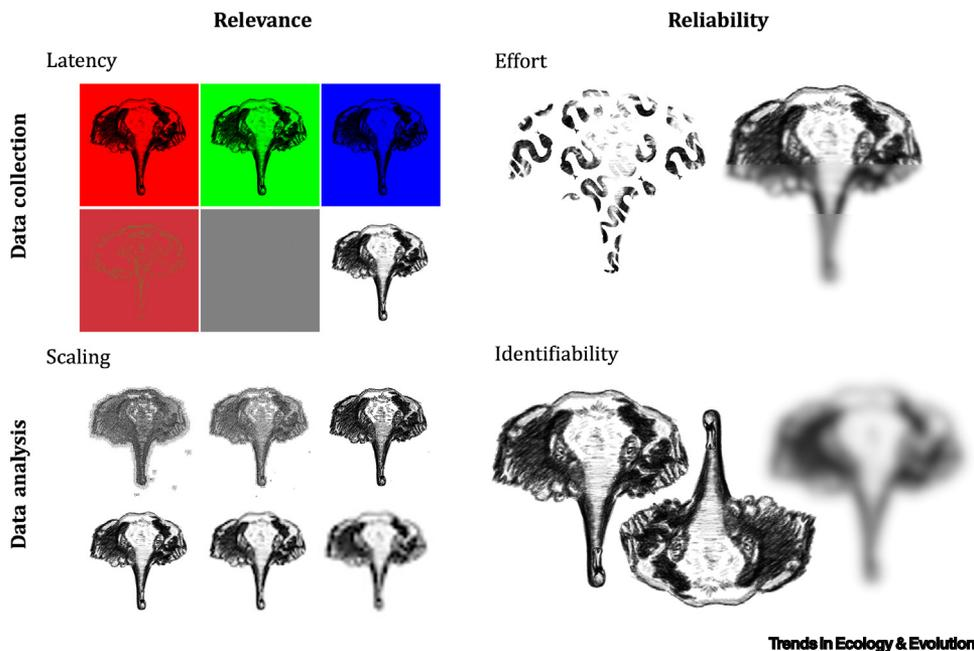 Relevance
Reliability
Latency
Effort
Data collection
Scaling
Identifiability
Data analysis
Trends in Ecology & Evolution